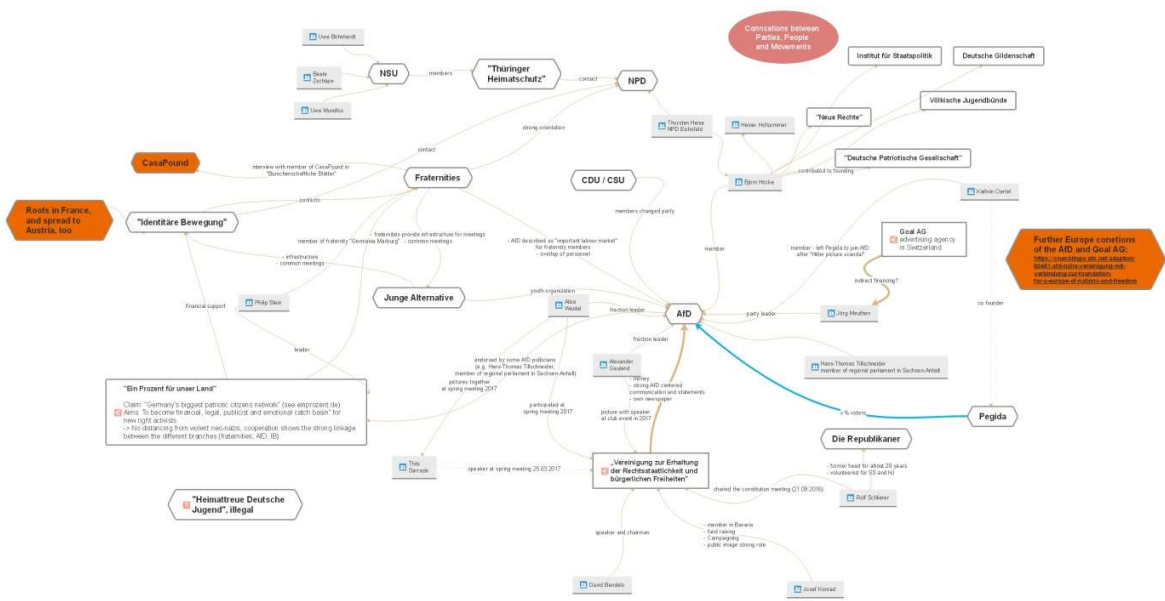 Connections between
Parties, People
and Movements
Uwe Böhnhardt
Beate
Zschäpe
Uwe Mundlos
NSU
members
"Thüringer
Heimatschutz"
contact
NPD
Institut für Staatspolitik
Deutsche Gildenschaft
Völkische Jugendbünde
"Neue Rechte"
"Deutsche Patriotische Gesellschaft"
contributed to founding
Thorsten Heise
NPD Eichsfeld
Heiner Hofsommer
Björn Höcke
Kathrin Oertel
strong orientation
contact
CasaPound
interview with member of CasaPound in
"Burschenschaftliche Blätter"
Fraternities
CDU / CSU
members changed party
Roots in France,
and spread to
Austria, too
"Identitäre Bewegung"
contacts
- fraternities provide infrastructure for meetings
member of fraternity "Germania Marburg"
- common meetings
- infrastructure
- common meetings
- AfD described as "important labour market"
for fraternity members
- overlap of personnel
member
member - left Pegida to join AfD
after "Hitler picture scandal"
Goal AG
advertising agency
in Switzerland
indirect financing?
Further Europe conetions
of the AfD and Goal AG:
Junge Alternative
youth organization
Philip Stein
financial support
leader
Alice
Weidel
fraction leader
AfD
party leader
Jörg Meuthen
co founder
fraction leader
Alexander
Gauland
endorsed by some AfD politicians
(e.g. Hans-Thomas Tillschneider,
member of regional parliament in Sachsen-Anhalt)
pictures together
at spring meeting 2017
- money
- strong AfD centered
communication and statements
- own newspaper
Hans-Thomas Tillschneider
member of regional parliament in Sachsen-Anhalt
"Ein Prozent für unser Land"
Claim: "Germany's biggest patriotic citizens network" (see einprozent.de)
Aims: To become financial, legal, publicist and emotional catch basin" for
new right activists
-> No distancing from violent neo-nazis, cooperation shows the strong linkage
between the different branches (fraternities, AfD, IB)
participated at
spring meeting 2017
picture with speaker
at club event in 2017
x % voters
Pegida
Die Republikaner
- former head for about 20 years
- volunteered for SS and HJ
Thilo
Sarrazin
speaker at spring meeting 25.03.2017
„Vereinigung zur Erhaltung
der Rechtsstaatlichkeit und
bürgerlichen Freiheiten"
chaired the constitution meeting (21.09.2016)
Rolf Schlierer
"Heimattreue Deutsche
Jugend", illegal
speaker and chairman
- member in Bavaria
- fund raising
- Campaigning
- public image strong role
David Bendels
Josef Konrad